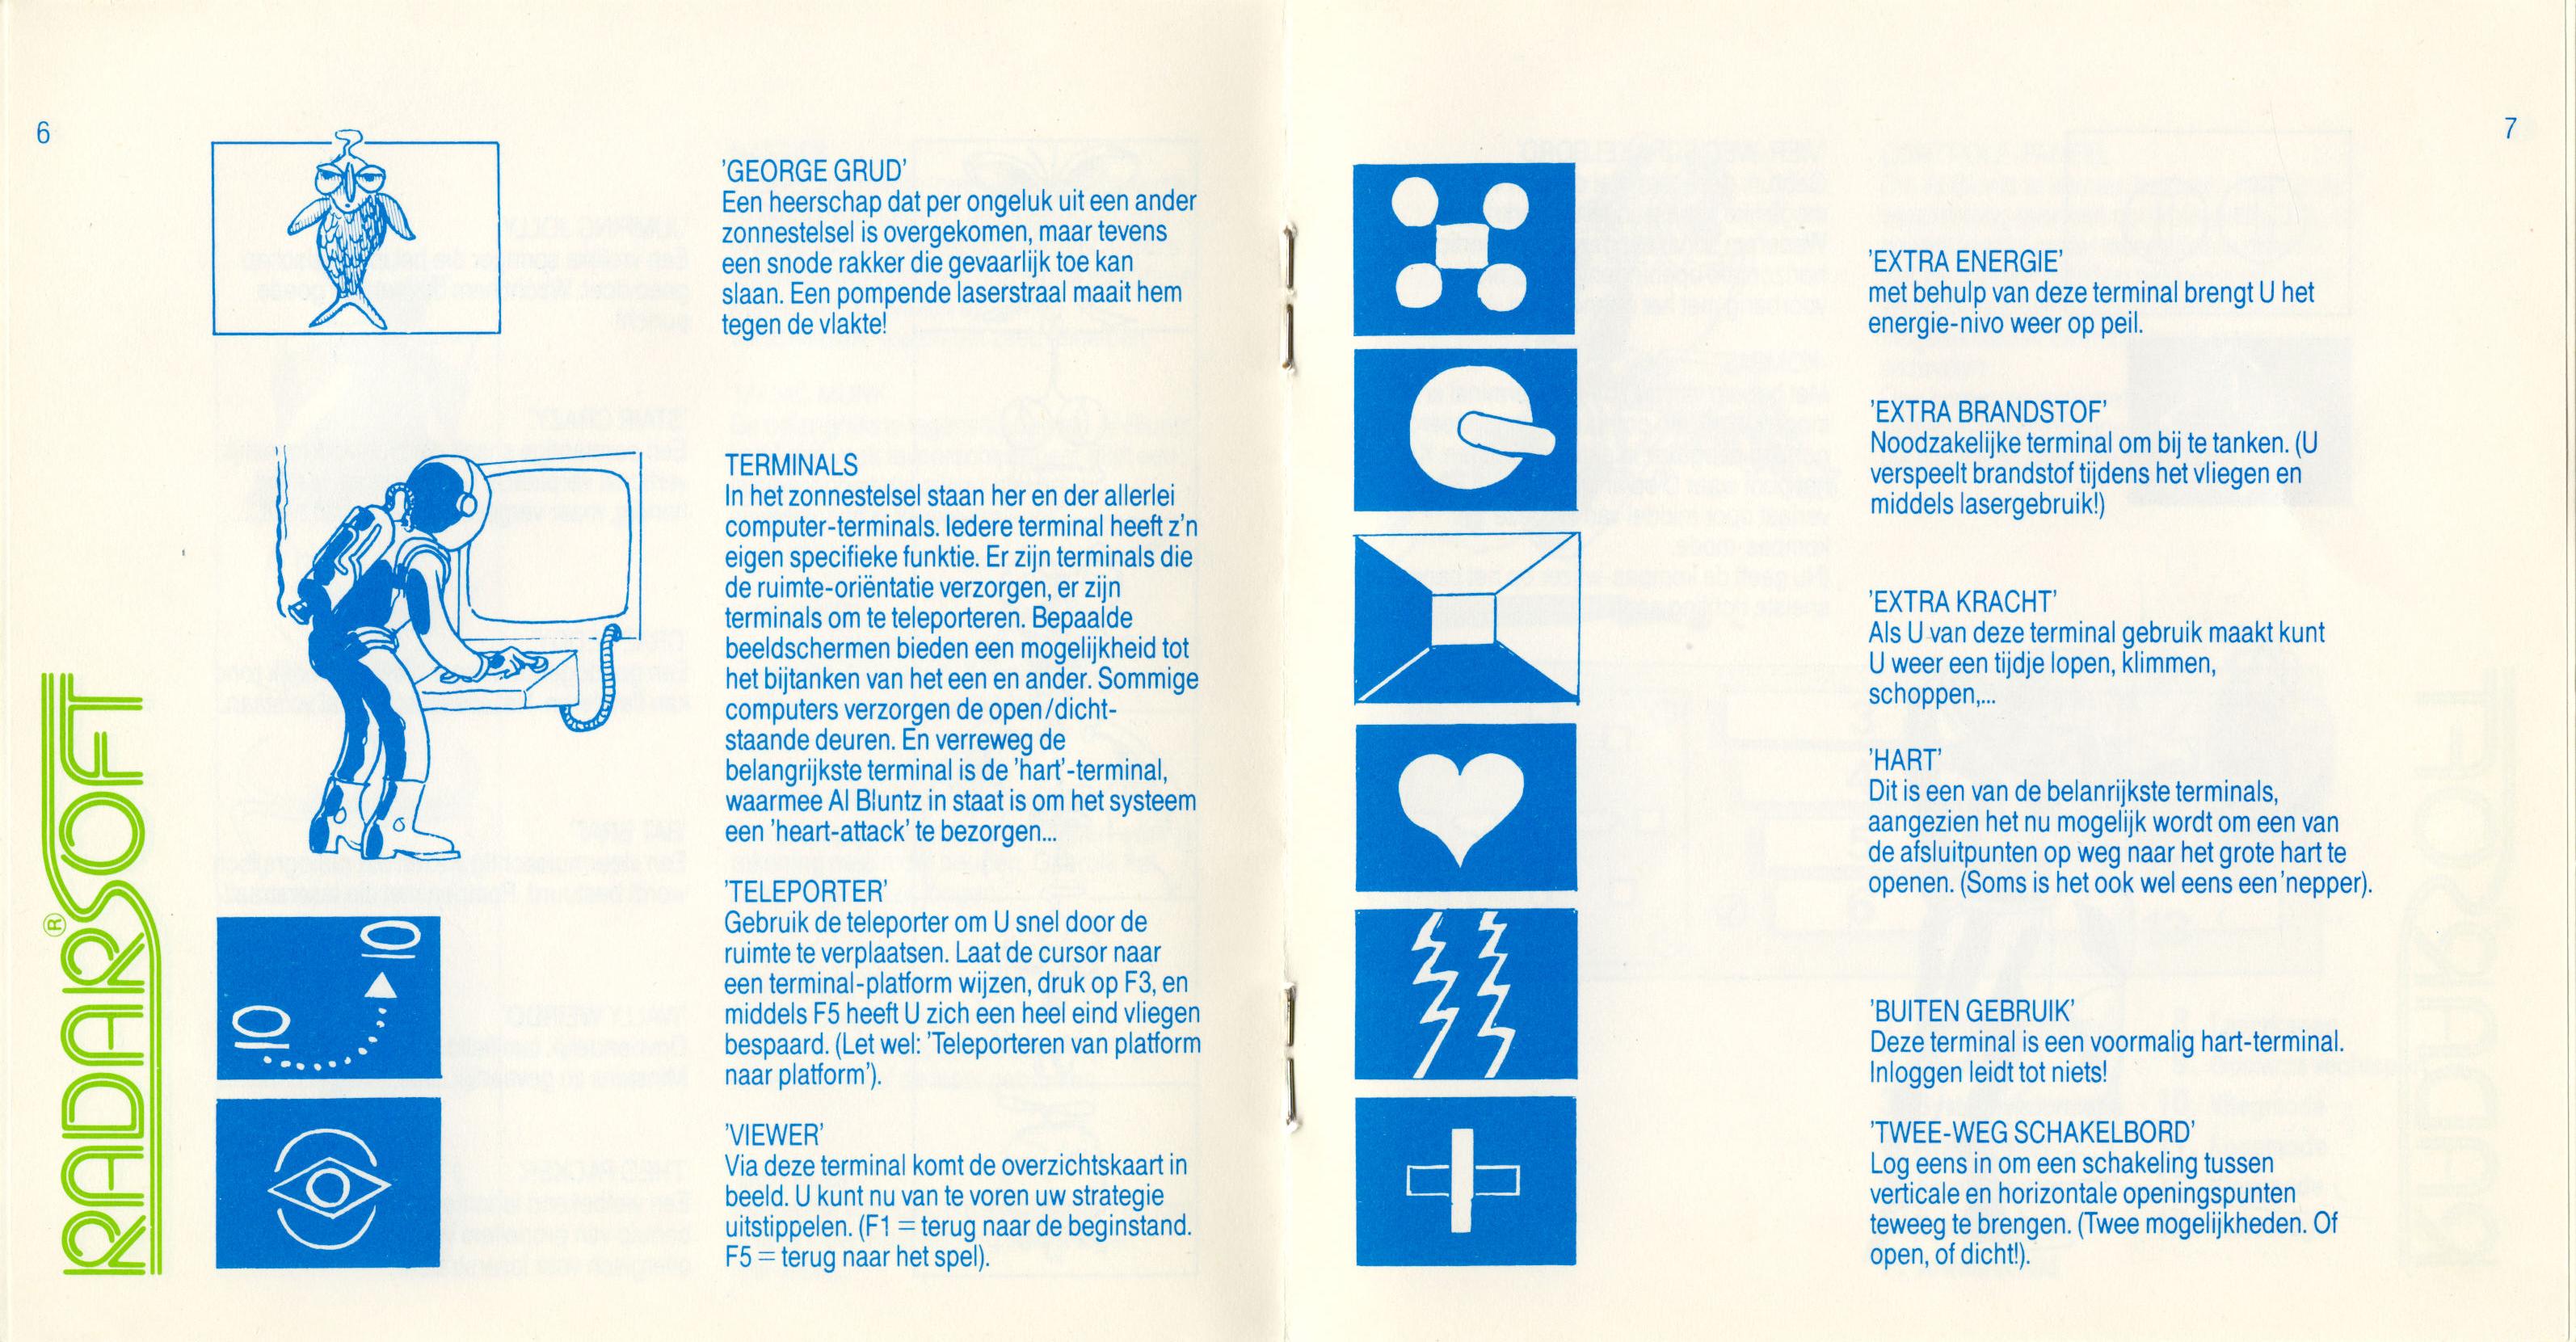 6
'GEORGE GRUD'
Een heerschap dat per ongeluk uit een ander
zonnestelsel is overgekomen, maar tevens
een snode rakker die gevaarlijk toe kan
slaan. Een pompende laserstraal maait hem
tegen de vlakte!
TERMINALS
In het zonnestelsel staan her en der allerlei
computer-terminals. Iedere terminal heeft z'n
eigen specifieke funktie. Er zijn terminals die
de ruimte-oriëntatie verzorgen, er zijn
terminals om te teleporteren. Bepaalde
beeldschermen bieden een mogelijkheid tot
het bijtanken van het een en ander. Sommige
computers verzorgen de open/dicht-
staande deuren. En verreweg de
belangrijkste terminal is de 'hart'-terminal,
waarmee Al Bluntz in staat is om het systeem
een 'heart-attack' te bezorgen...
'TELEPORTER'
Gebruik de teleporter om U snel door de
ruimte te verplaatsen. Laat de cursor naar
een terminal-platform wijzen, druk op F3, en
middels F5 heeft U zich een heel eind vliegen
bespaard. (Let wel: 'Teleporteren van platform
naar platform').
'VIEWER'
Via deze terminal komt de overzichtskaart in
beeld. U kunt nu van te voren uw strategie
uitstippelen. (F1 = terug naar de beginstand.
F5 = terug naar het spel).
RADARSOFT®
7
'EXTRA ENERGIE'
met behulp van deze terminal brengt U het
energie-nivo weer op peil.
'EXTRA BRANDSTOF'
Noodzakelijke terminal om bij te tanken. (U
verspeelt brandstof tijdens het vliegen en
middels lasergebruik!)
'EXTRA KRACHT'
Als U van deze terminal gebruik maakt kunt
U weer een tijdje lopen, klimmen,
schoppen,...
'HART'
Dit is een van de belanrijkste terminals,
aangezien het nu mogelijk wordt om een van
de afsluitpunten op weg naar het grote hart te
openen. (Soms is het ook wel eens een 'nepper).
'BUITEN GEBRUIK'
Deze terminal is een voormalig hart-terminal.
Inloggen leidt tot niets!
'TWEE-WEG SCHAKELBORD'
Log eens in om een schakeling tussen
verticale en horizontale openingspunten
teweeg te brengen. (Twee mogelijkheden. Of
open, of dicht!).